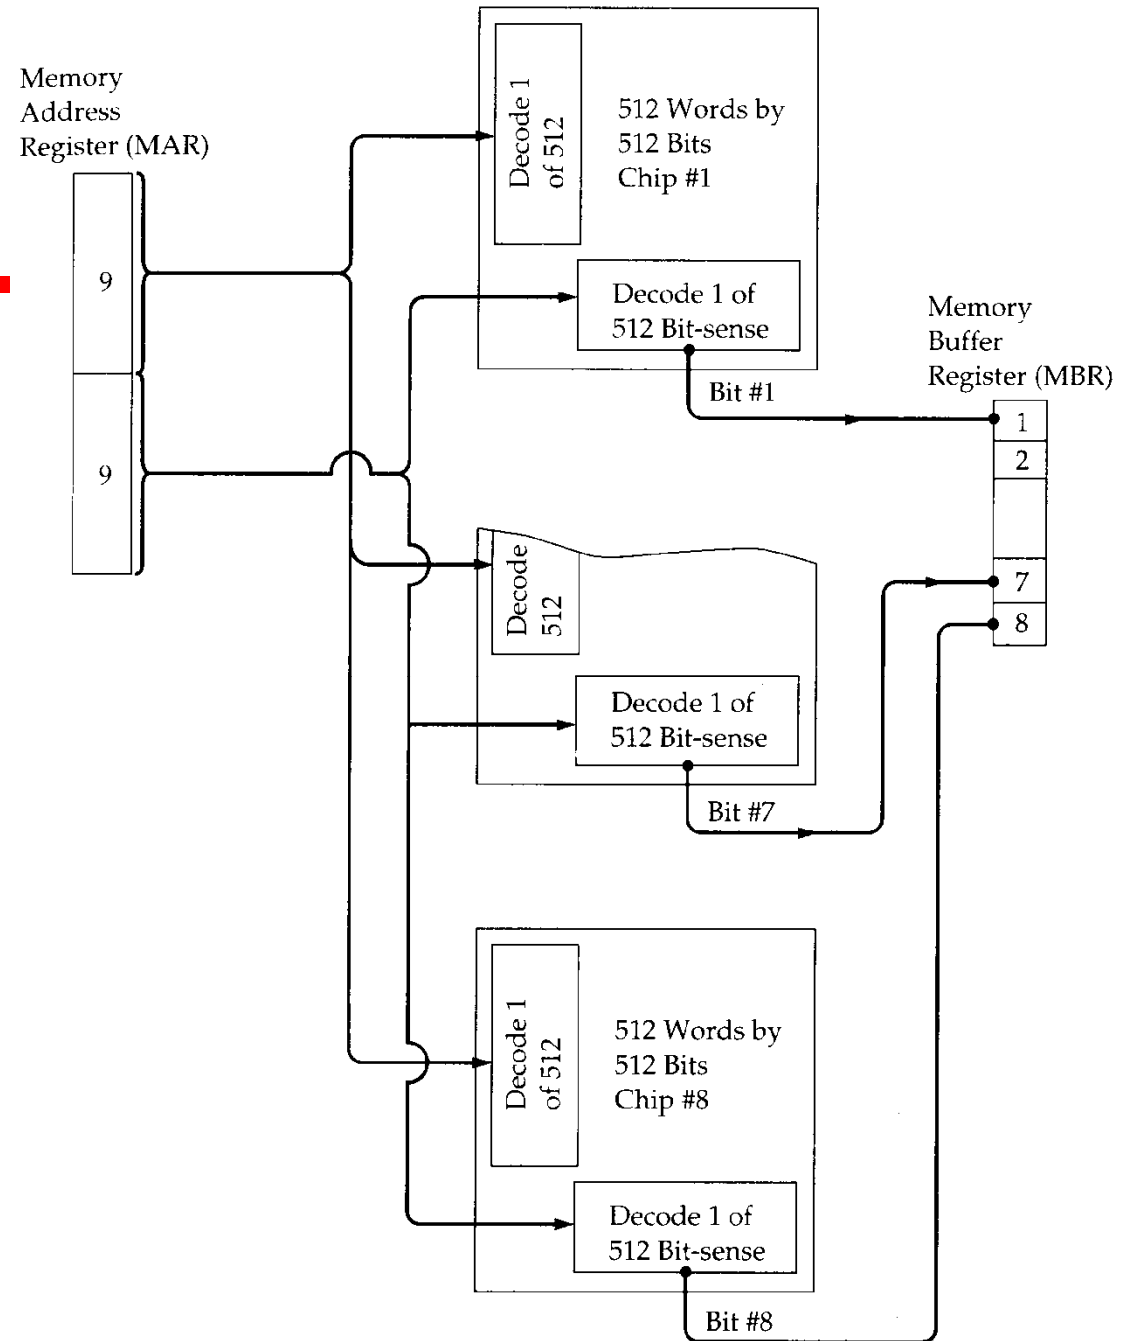 Memory
Address
Register (MAR)
9
9
Decode 1
of 512
512 Words by
512 Bits
Chip #1
Decode 1 of
512 Bit-sense
Bit #1
Memory
Buffer
Register (MBR)
1
2
7
8
Decode
512
Decode 1 of
512 Bit-sense
Bit #7
Decode 1
of 512
512 Words by
512 Bits
Chip #8
Decode 1 of
512 Bit-sense
Bit #8